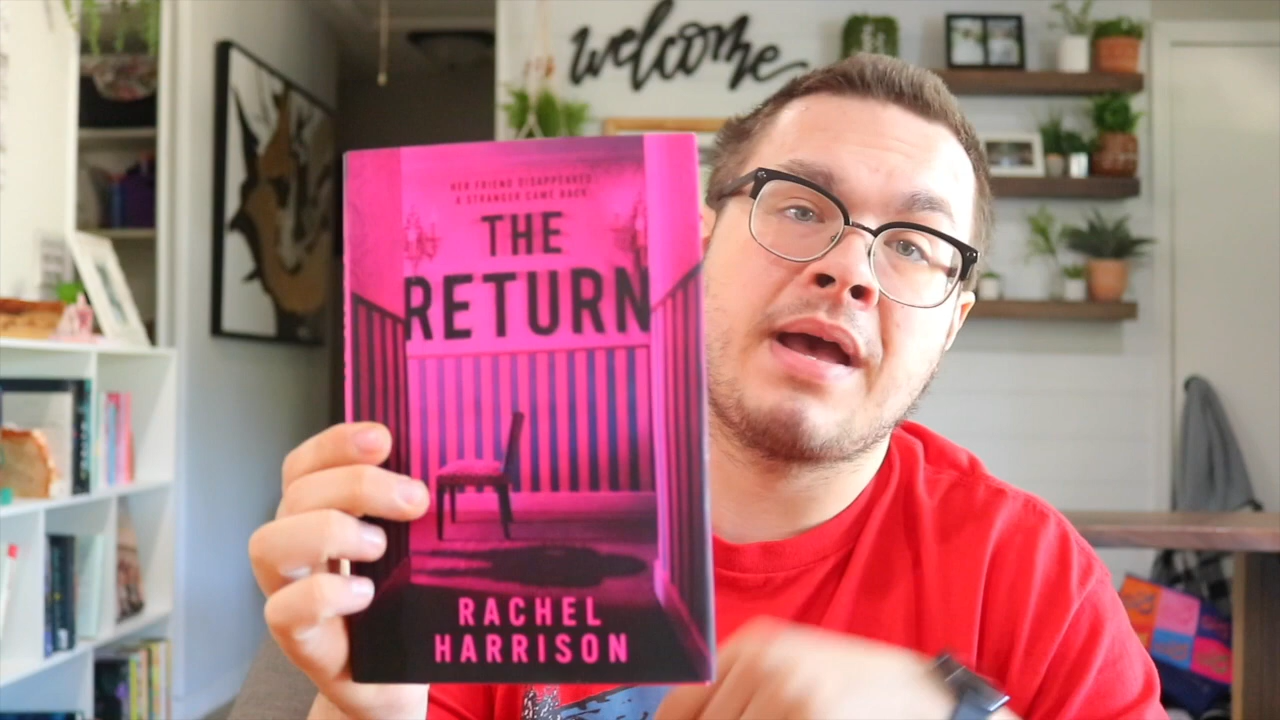 welcome
HER FRIEND DISAPPEARED
A STRANGER CAME BACK
THE
RETURN
RACHEL
HARRISON